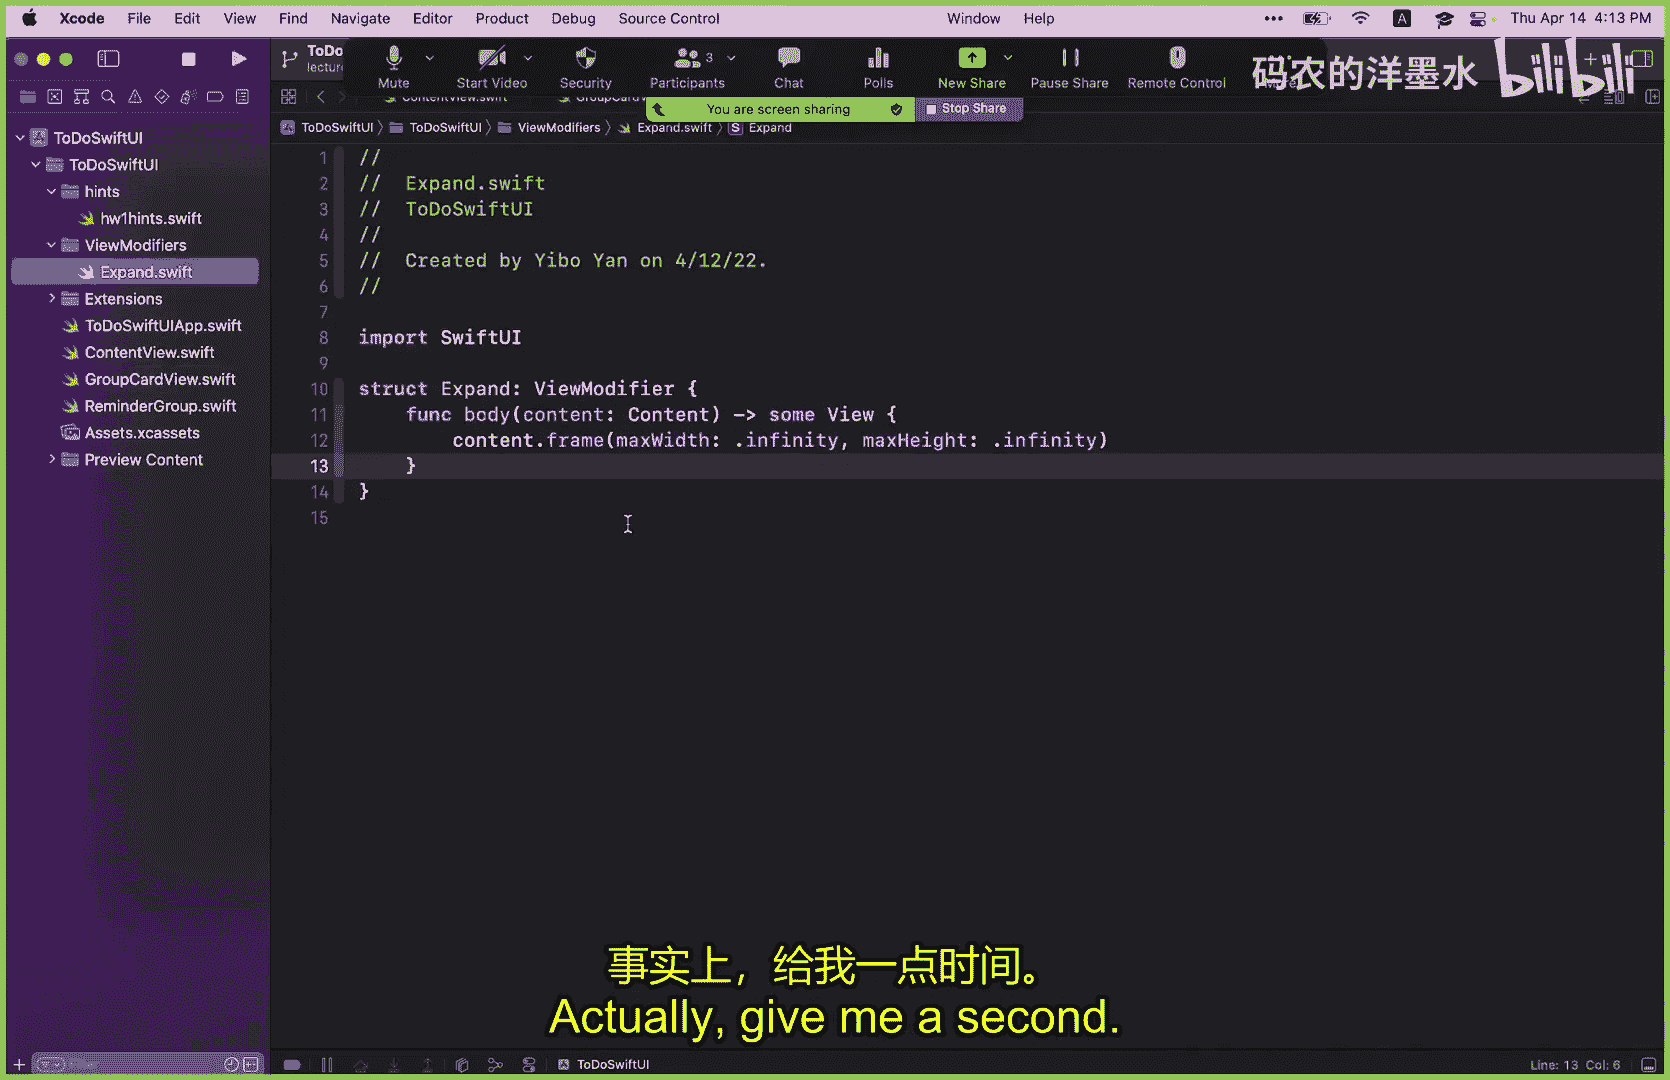 Xcode File Edit View Find Navigate Editor Product Debug Source Control Window Help A Thu Apr 14 4:13 PM
ToDo
lecture
Mute
Start Video
Security
3
Participants
Chat
Polls
New Share
Pause Share
Remote Control
码农的洋墨水 bilibili
ContentView.swift
You are screen sharing
Stop Share
ToDoSwiftUI ToDoSwiftUI ViewModifiers Expand.swift S Expand
ToDoSwiftUI
ToDoSwiftUI
hints
hw1hints.swift
ViewModifiers
Expand.swift
Extensions
ToDoSwiftUIApp.swift
ContentView.swift
GroupCardView.swift
ReminderGroup.swift
Assets.xcassets
Preview Content
1 //
2 // Expand.swift
3 // ToDoSwiftUI
4 //
5 // Created by Yibo Yan on 4/12/22.
6 //
7
8 import SwiftUI
9
10 struct Expand: ViewModifier {
11 func body(content: Content) -> some View {
12 content.frame(maxWidth: .infinity, maxHeight: .infinity)
13 }
14 }
15
事实上，给我一点时间。
Actually, give me a second.
ToDoSwiftUI
Line: 13 Col: 6